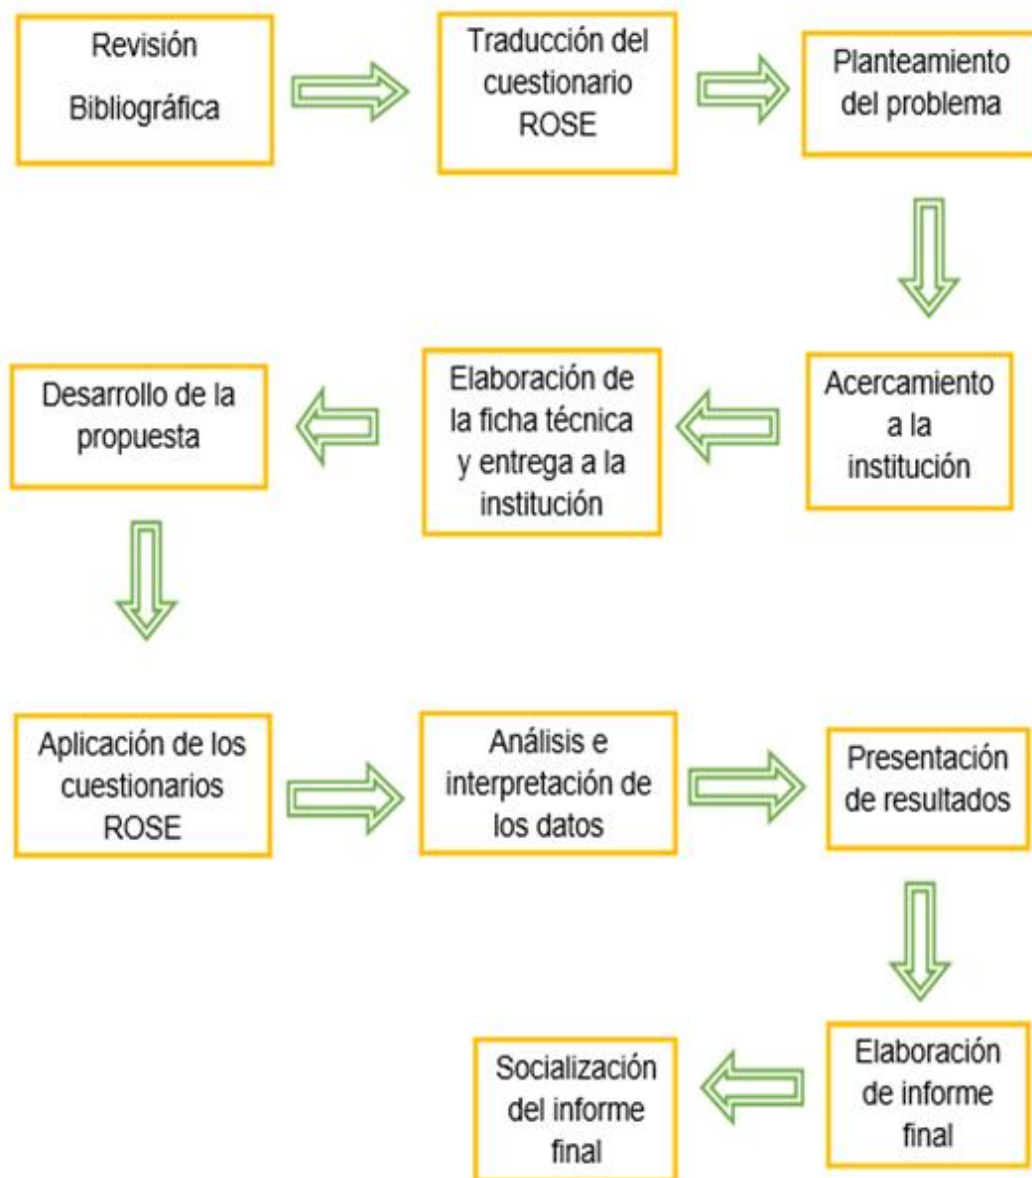 Revisión
Bibliográfica
Traducción del
cuestionario
ROSE
Planteamiento
del problema
Acercamiento
a la
institución
Elaboración de
la ficha técnica
y entrega a la
institución
Desarrollo de la
propuesta
Aplicación de los
cuestionarios
ROSE
Análisis e
interpretación de
los datos
Presentación
de resultados
Elaboración
de informe
final
Socialización
del informe
final